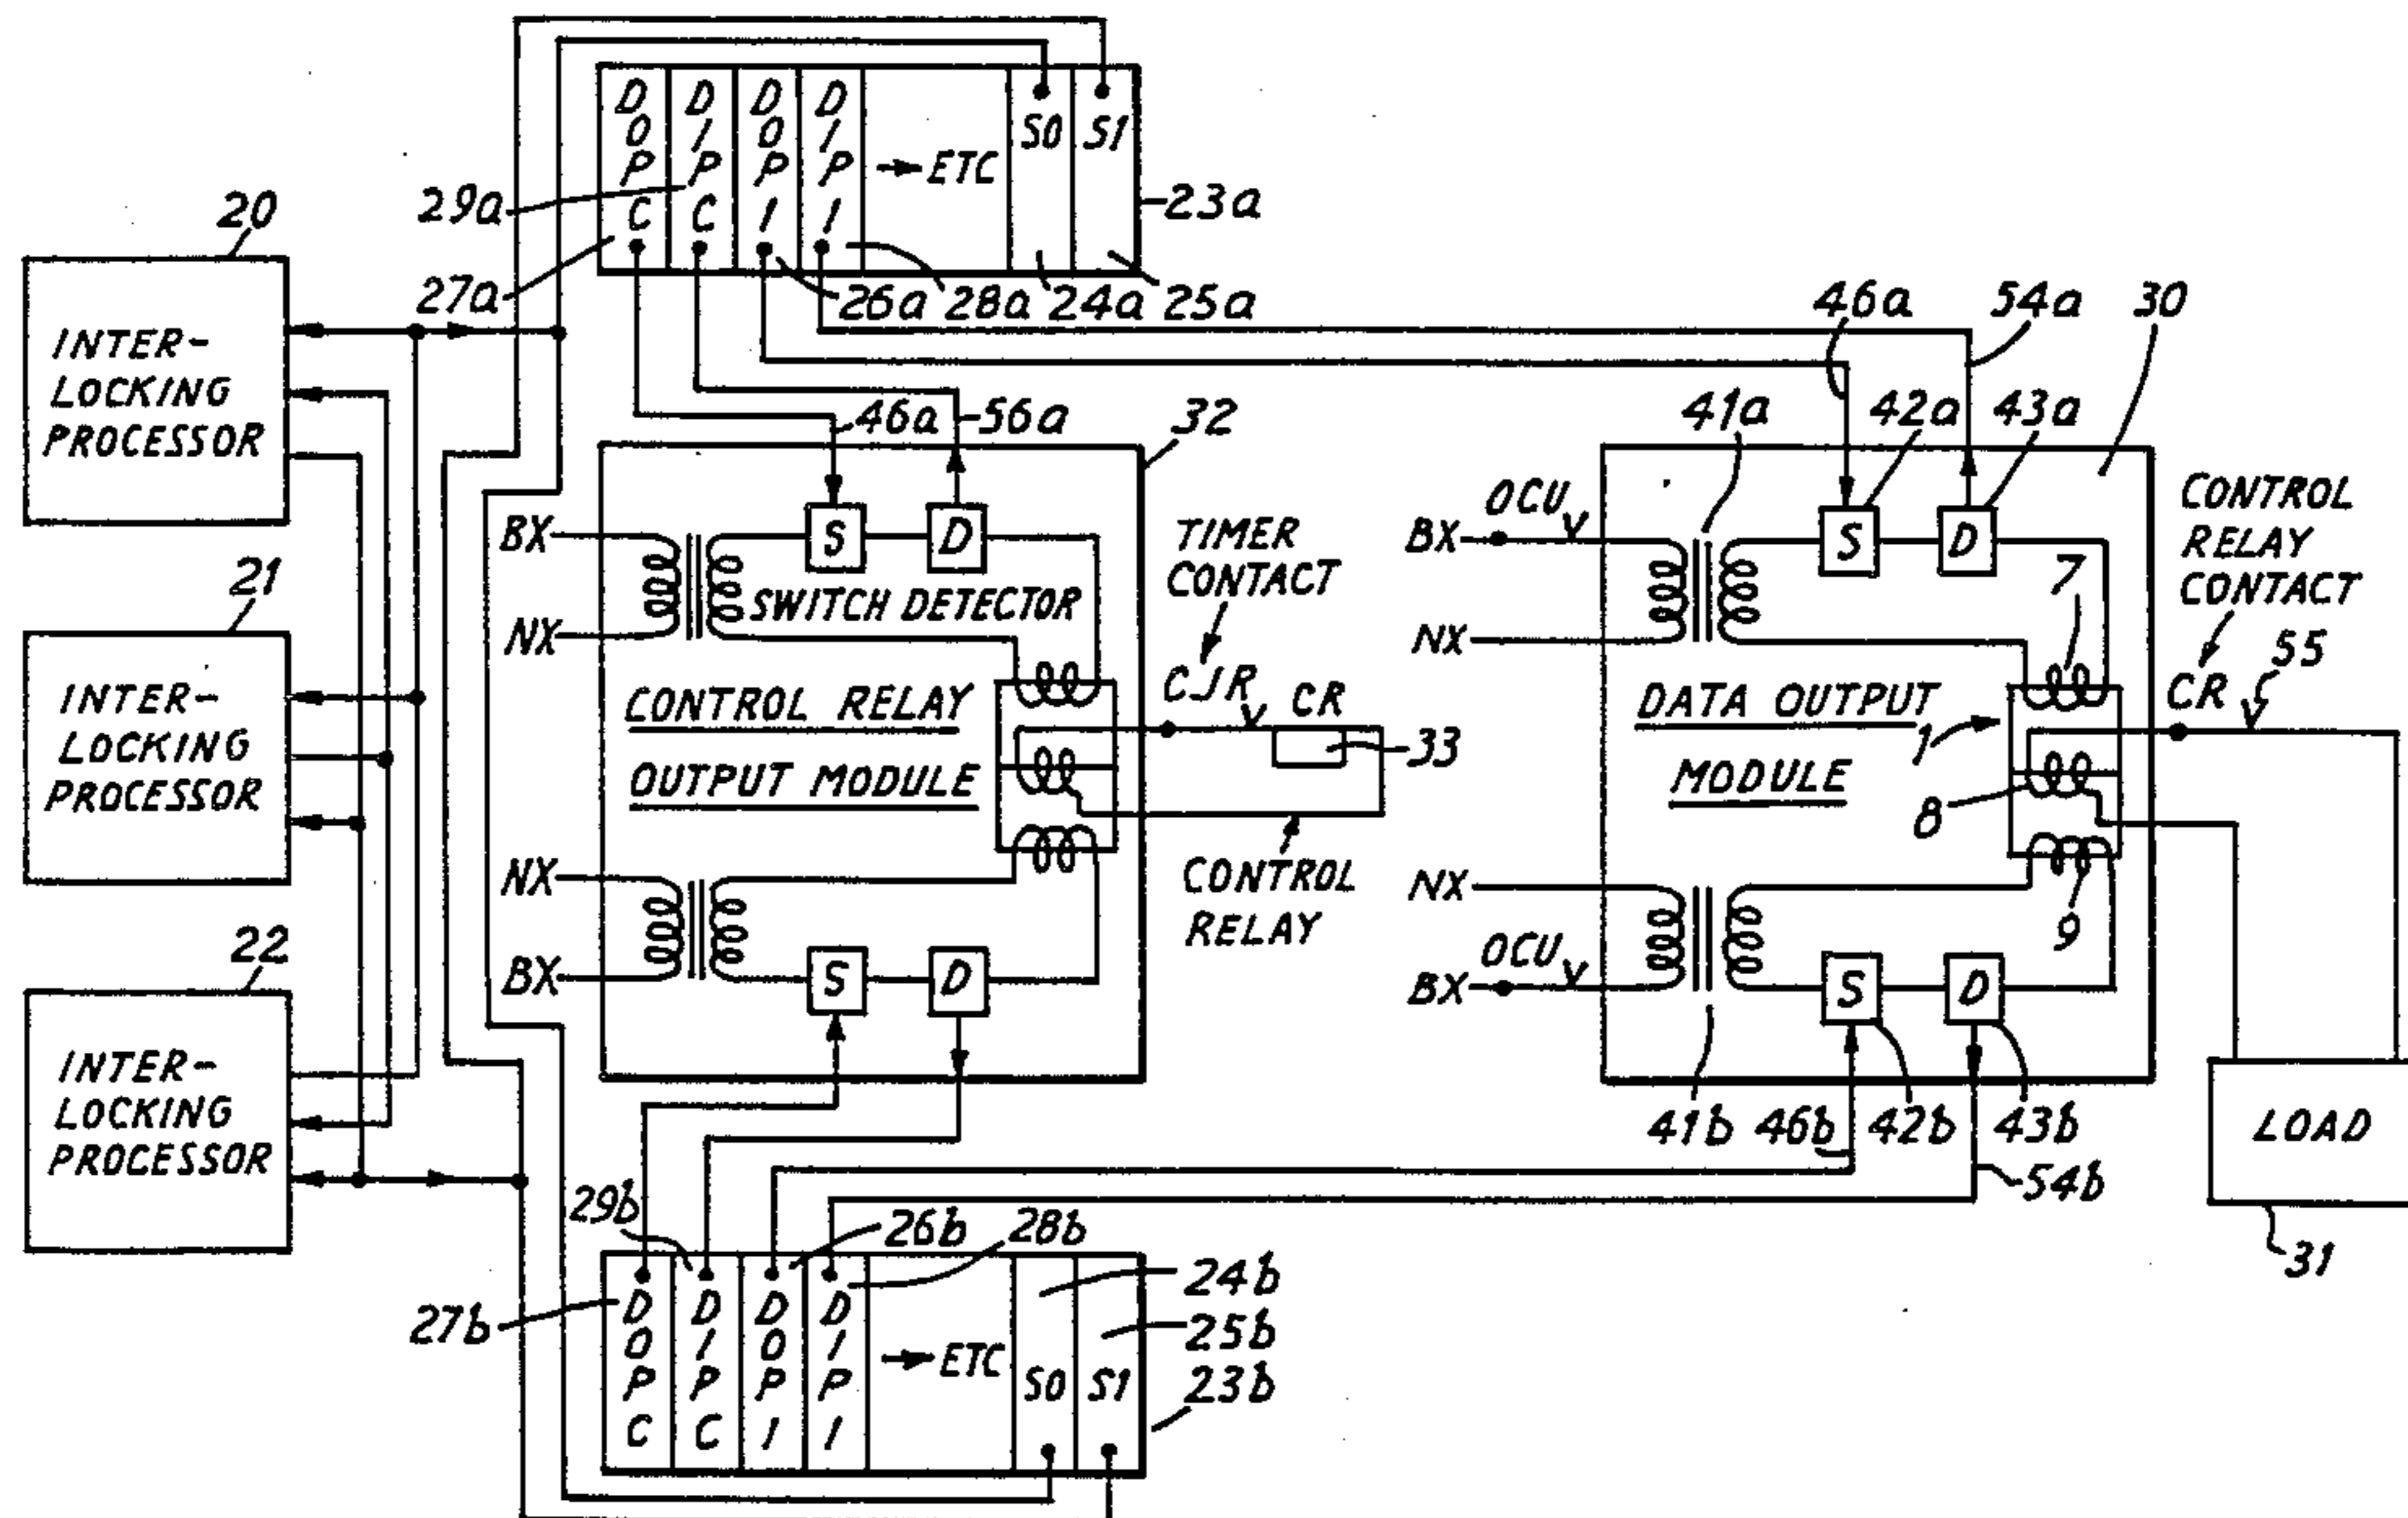 D O P C
D I P C
D O P I
D I P I
→ ETC
S0
S1
29a
23a
27a
26a
28a
24a
25a
20
INTER-
LOCKING
PROCESSOR
21
INTER-
LOCKING
PROCESSOR
22
INTER-
LOCKING
PROCESSOR
46a
56a
32
BX
S
D
NX
SWITCH DETECTOR
CONTROL RELAY
OUTPUT MODULE
NX
BX
S
D
TIMER
CONTACT
CJR
CR
33
CONTROL
RELAY
46a
54a
30
41a
42a
43a
BX
OCU
S
D
NX
7
CONTROL
RELAY
CONTACT
55
CR
DATA OUTPUT
MODULE
1
8
9
NX
OCU
BX
S
D
41b
46b
42b
43b
54b
LOAD
31
29b
26b
28b
27b
D O P C
D I P C
D O P I
D I P I
→ ETC
S0
S1
24b
25b
23b